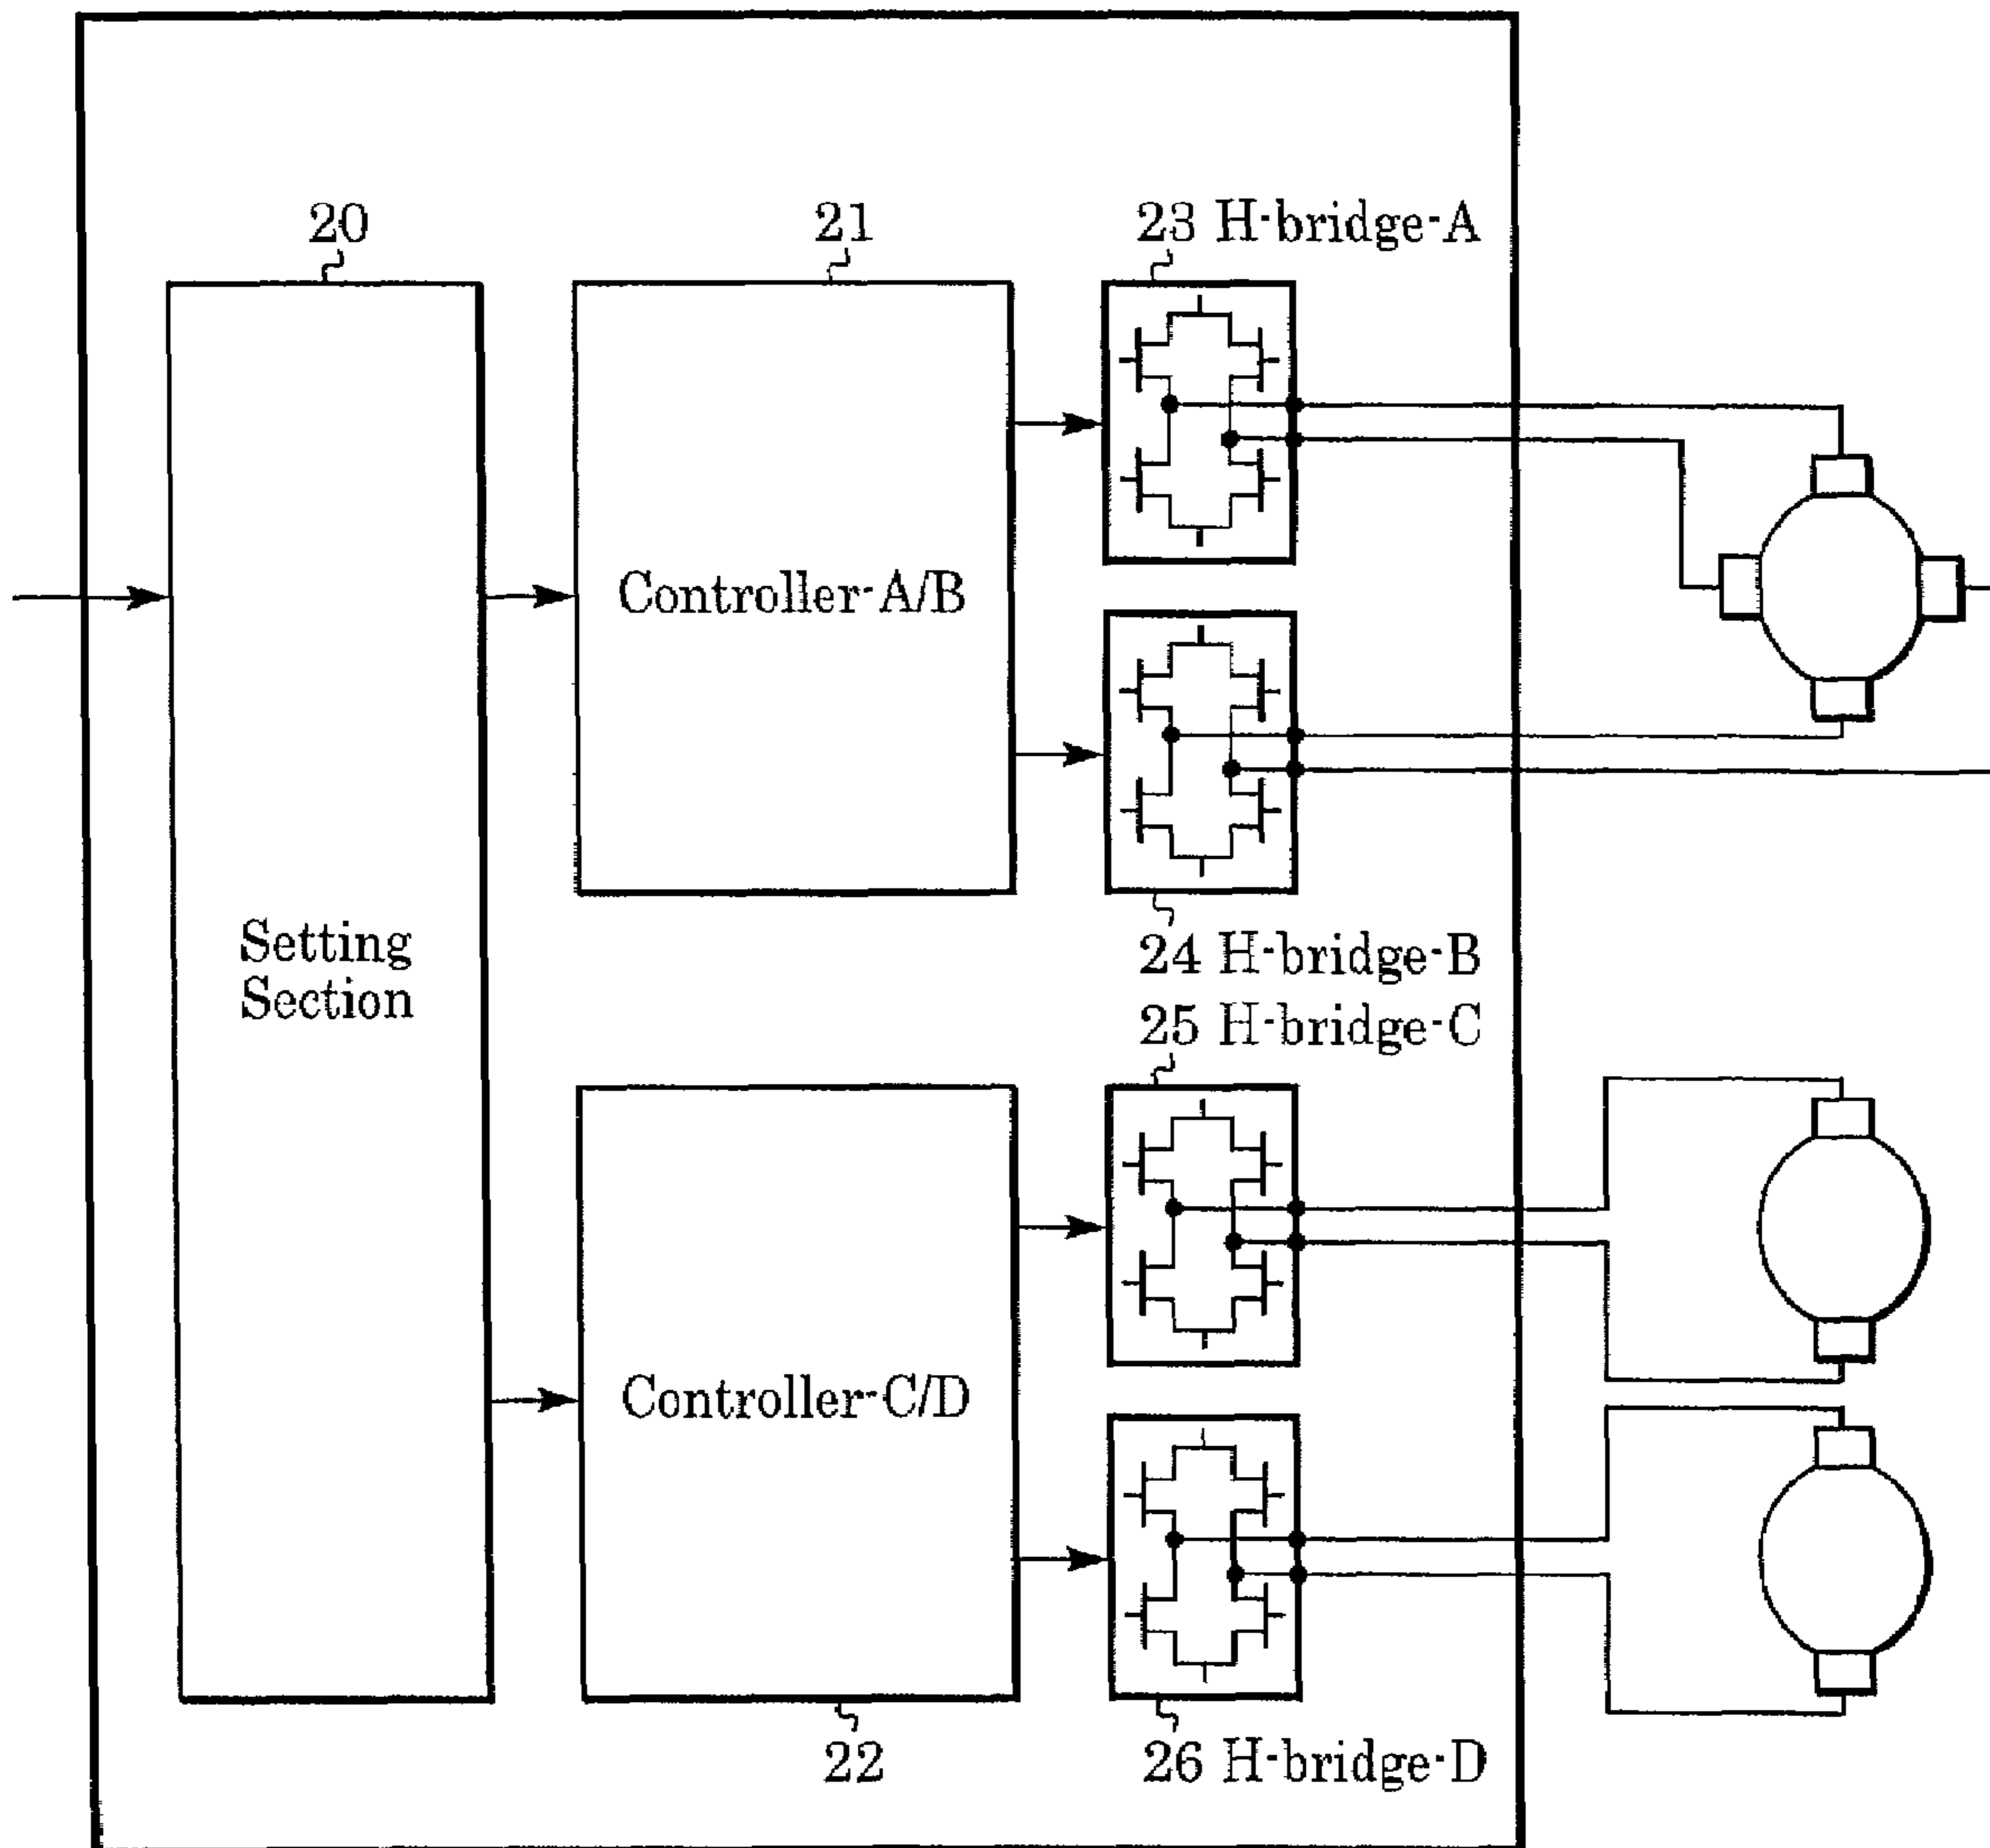 20
21
23 H-bridge-A
Controller-A/B
Setting
Section
24 H-bridge-B
25 H-bridge-C
Controller-C/D
22
26 H-bridge-D